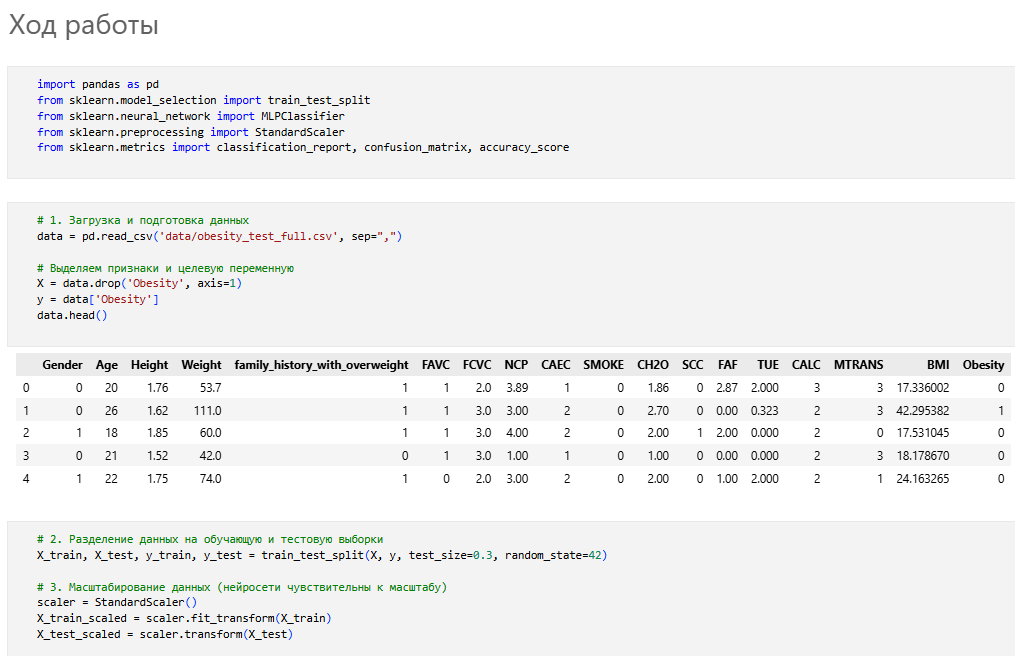 Ход работы
import pandas as pd
from sklearn.model_selection import train_test_split
from sklearn.neural_network import MLPClassifier
from sklearn.preprocessing import StandardScaler
from sklearn.metrics import classification_report, confusion_matrix, accuracy_score
# 1. Загрузка и подготовка данных
data = pd.read_csv('data/obesity_test_full.csv', sep=",")
# Выделяем признаки и целевую переменную
X = data.drop('Obesity', axis=1)
y = data['Obesity']
data.head()
Gender Age Height Weight family_history_with_overweight FAVC FCVC NCP CAEC SMOKE CH2O SCC FAF TUE CALC MTRANS BMI Obesity
0 0 20 1.76 53.7 1 1 2.0 3.89 1 0 1.86 0 2.87 2.000 3 3 17.336002 0
1 0 26 1.62 111.0 1 1 3.0 3.00 2 0 2.70 0 0.00 0.323 2 3 42.295382 1
2 1 18 1.85 60.0 1 1 3.0 4.00 2 0 2.00 1 2.00 0.000 2 0 17.531045 0
3 0 21 1.52 42.0 0 1 3.0 1.00 1 0 1.00 0 0.00 0.000 2 3 18.178670 0
4 1 22 1.75 74.0 1 0 2.0 3.00 2 0 2.00 0 1.00 2.000 2 1 24.163265 0
# 2. Разделение данных на обучающую и тестовую выборки
X_train, X_test, y_train, y_test = train_test_split(X, y, test_size=0.3, random_state=42)
# 3. Масштабирование данных (нейросети чувствительны к масштабу)
scaler = StandardScaler()
X_train_scaled = scaler.fit_transform(X_train)
X_test_scaled = scaler.transform(X_test)